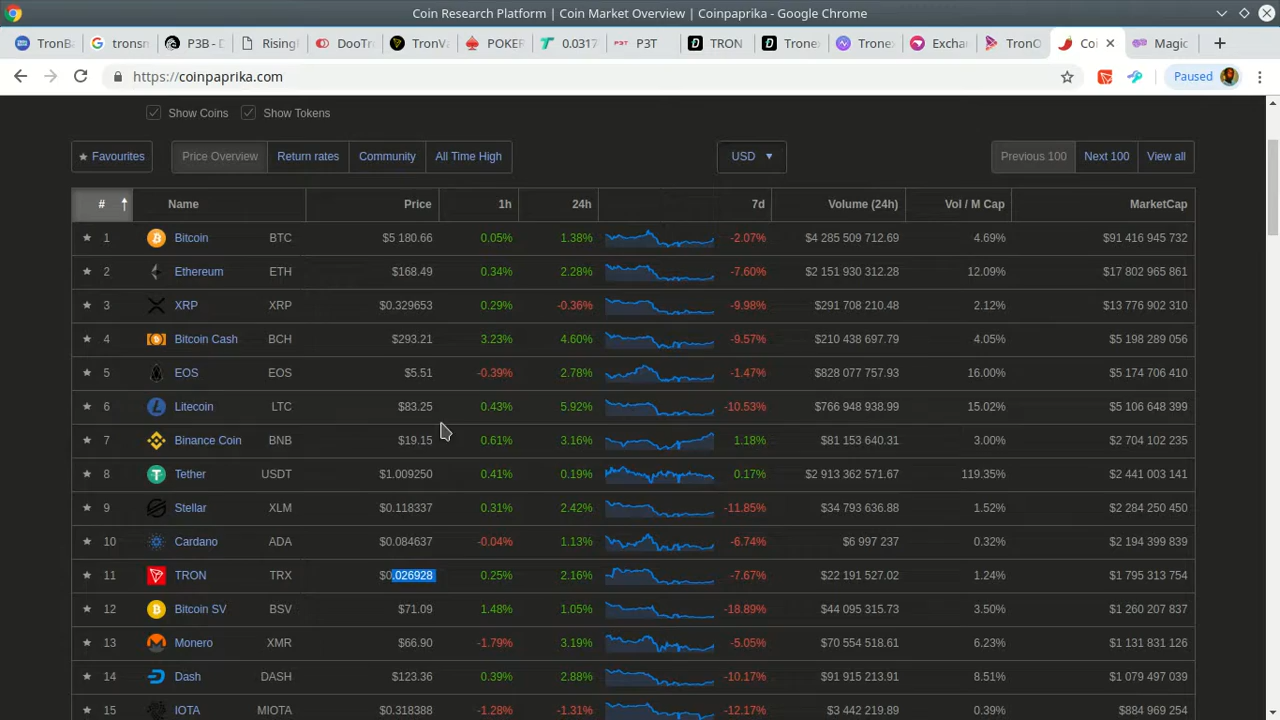 Coin Research Platform | Coin Market Overview | Coinpaprika - Google Chrome
TronBa tronsn P3B - D Rising DooTro TronVa POKER 0.0317 P3T TRON Tronex Tronex Exchan TronO Coi Magic
https://coinpaprika.com Paused
Show Coins Show Tokens
Favourites Price Overview Return rates Community All Time High USD Previous 100 Next 100 View all
# Name Price 1h 24h 7d Volume (24h) Vol / M Cap MarketCap
1 Bitcoin BTC $5 180.66 0.05% 1.38% -2.07% $4 285 509 712.69 4.69% $91 416 945 732
2 Ethereum ETH $168.49 0.34% 2.28% -7.60% $2 151 930 312.28 12.09% $17 802 965 861
3 XRP XRP $0.329653 0.29% -0.36% -9.98% $291 708 210.48 2.12% $13 776 902 310
4 Bitcoin Cash BCH $293.21 3.23% 4.60% -9.57% $210 438 697.79 4.05% $5 198 289 056
5 EOS EOS $5.51 -0.39% 2.78% -1.47% $828 077 757.93 16.00% $5 174 706 410
6 Litecoin LTC $83.25 0.43% 5.92% -10.53% $766 948 938.99 15.02% $5 106 648 399
7 Binance Coin BNB $19.15 0.61% 3.16% 1.18% $81 153 640.31 3.00% $2 704 102 235
8 Tether USDT $1.009250 0.41% 0.19% 0.17% $2 913 362 571.67 119.35% $2 441 003 141
9 Stellar XLM $0.118337 0.31% 2.42% -11.85% $34 793 636.88 1.52% $2 284 250 450
10 Cardano ADA $0.084637 -0.04% 1.13% -6.74% $6 997 237 0.32% $2 194 399 839
11 TRON TRX $0.026928 0.25% 2.16% -7.67% $22 191 527.02 1.24% $1 795 313 754
12 Bitcoin SV BSV $71.09 1.48% 1.05% -18.89% $44 095 315.73 3.50% $1 260 207 837
13 Monero XMR $66.90 -1.79% 3.19% -5.05% $70 554 518.61 6.23% $1 131 831 126
14 Dash DASH $123.36 0.39% 2.88% -10.17% $91 915 213.91 8.51% $1 079 497 039
15 IOTA MIOTA $0.318388 -1.28% -1.31% -12.17% $3 442 219.89 0.39% $884 969 254